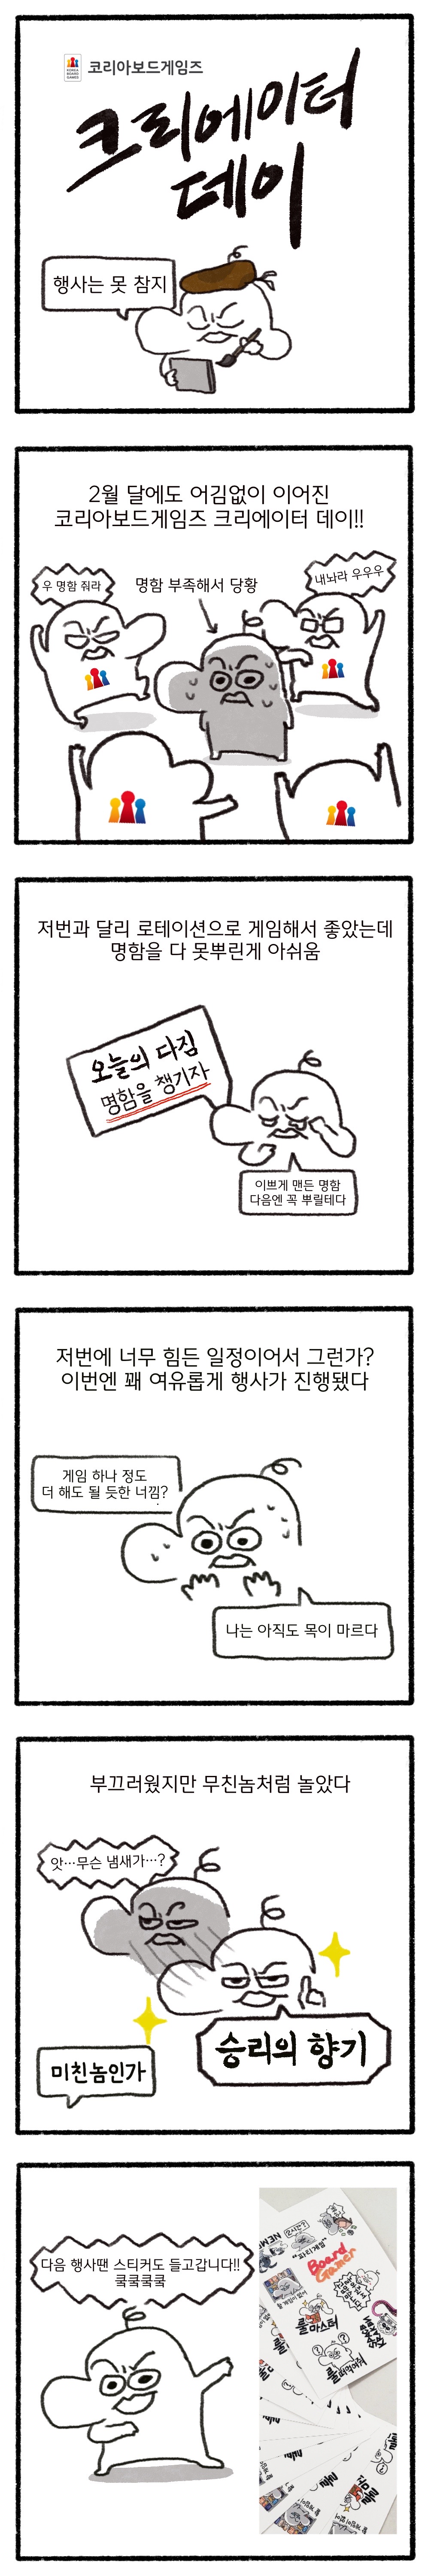 KOREA
BOARD
GAMES
코리아보드게임즈
크리에이터
데이
행사는 못 참지
2월 달에도 어김없이 이어진
코리아보드게임즈 크리에이터 데이!!
우 명함 줘라
명함 부족해서 당황
내놔라 우우우
저번과 달리 로테이션으로 게임해서 좋았는데
명함을 다 못뿌린게 아쉬움
오늘의 다짐
명함을 챙기자
이쁘게 맨든 명함
다음엔 꼭 뿌릴테다
저번에 너무 힘든 일정이어서 그런가?
이번엔 꽤 여유롭게 행사가 진행됐다
게임 하나 정도
더 해도 될 듯한 너낌?
나는 아직도 목이 마르다
부끄러웠지만 무친놈처럼 놀았다
앗…무슨 냄새가…?
승리의 향기
미친놈인가
다음 행사땐 스티커도 들고갑니다!!
쿡쿡쿡쿡
"파티게임"
Board
Gamer
룰마스터